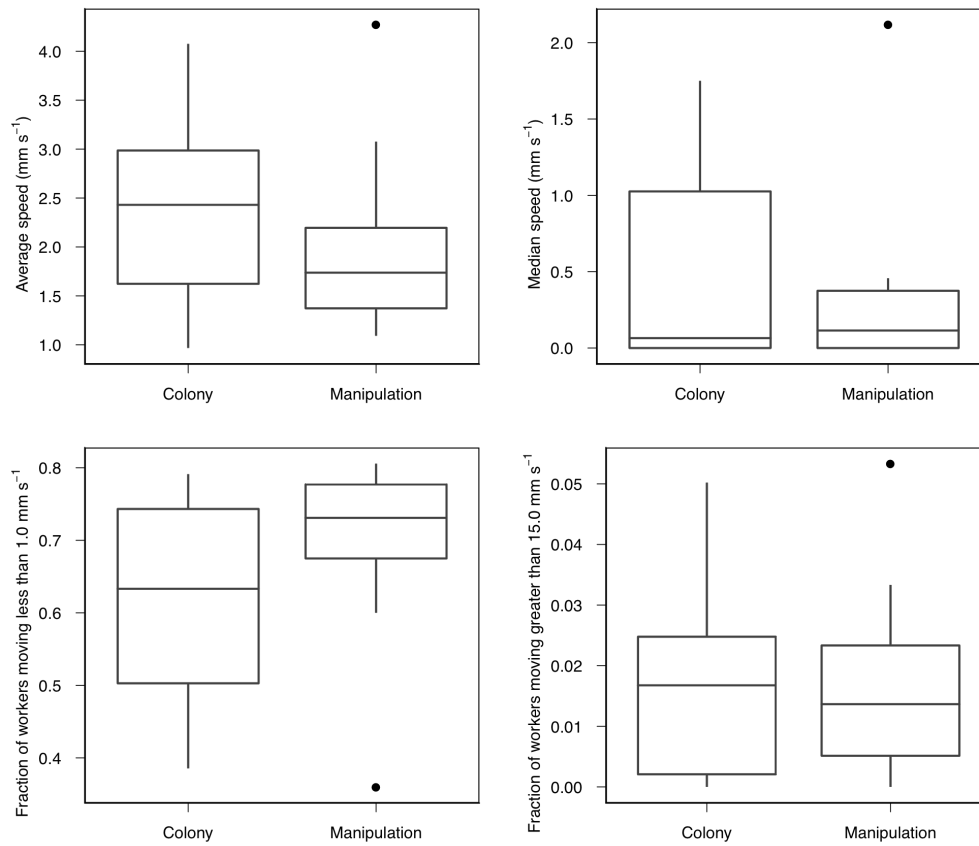 Average speed (mm s⁻¹)
4.0
3.5
3.0
2.5
2.0
1.5
1.0
Colony Manipulation
Median speed (mm s⁻¹)
2.0
1.5
1.0
0.5
0.0
Colony Manipulation
Fraction of workers moving less than 1.0 mm s⁻¹
0.8
0.7
0.6
0.5
0.4
Colony Manipulation
Fraction of workers moving greater than 15.0 mm s⁻¹
0.05
0.04
0.03
0.02
0.01
0.00
Colony Manipulation